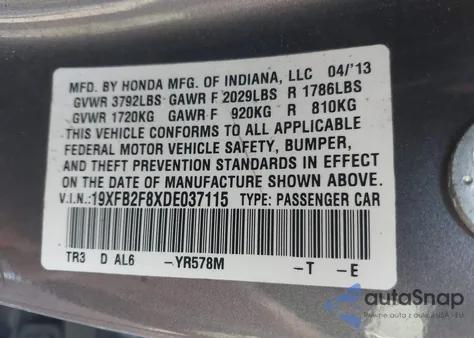 MFD. BY HONDA MFG. OF INDIANA, LLC 04/'13
GVWR 3792LBS GAWR F 2029LBS R 1786LBS
GVWR 1720KG GAWR F 920KG R 810KG
THIS VEHICLE CONFORMS TO ALL APPLICABLE
FEDERAL MOTOR VEHICLE SAFETY, BUMPER,
AND THEFT PREVENTION STANDARDS IN EFFECT
ON THE DATE OF MANUFACTURE SHOWN ABOVE.
V.I.N.:19XFB2F8XDE037115 TYPE: PASSENGER CAR
TR3 D AL6 –YR578M –T –E
autaSnap